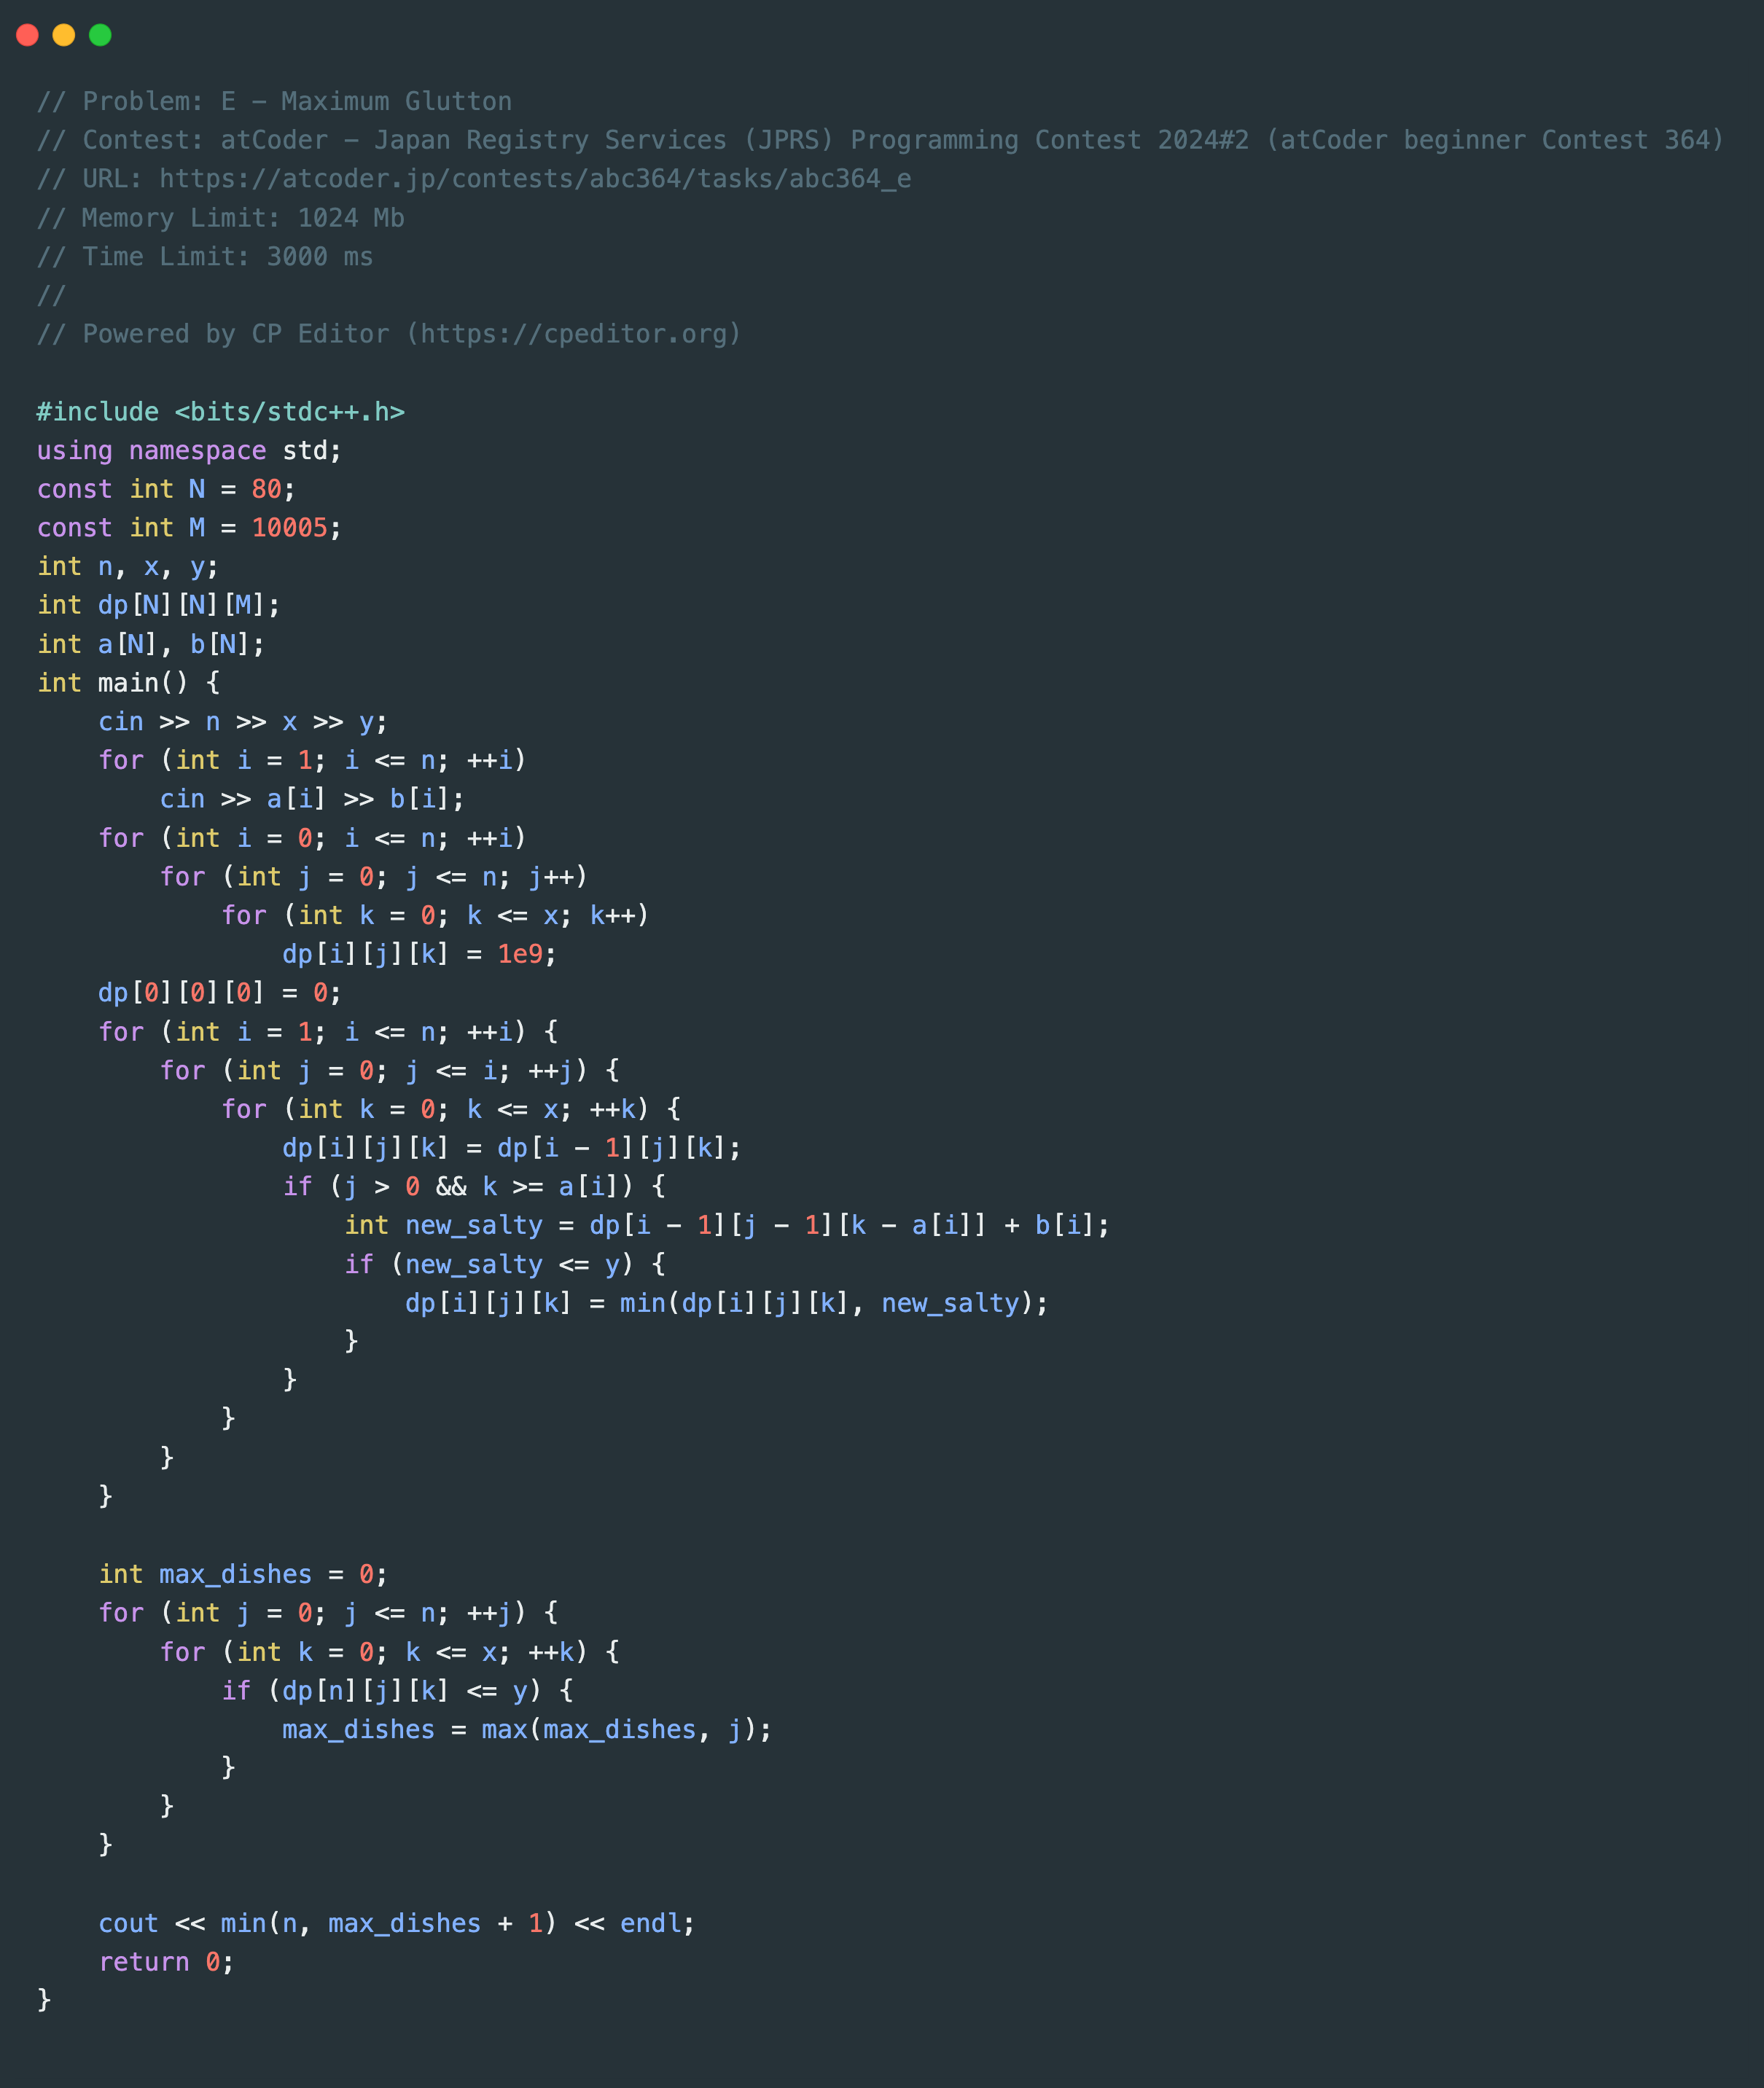 // Problem: E - Maximum Glutton
// Contest: atCoder - Japan Registry Services (JPRS) Programming Contest 2024#2 (atCoder beginner Contest 364)
// URL: https://atcoder.jp/contests/abc364/tasks/abc364_e
// Memory Limit: 1024 Mb
// Time Limit: 3000 ms
//
// Powered by CP Editor (https://cpeditor.org)

#include <bits/stdc++.h>
using namespace std;
const int N = 80;
const int M = 10005;
int n, x, y;
int dp[N][N][M];
int a[N], b[N];
int main() {
    cin >> n >> x >> y;
    for (int i = 1; i <= n; ++i)
        cin >> a[i] >> b[i];
    for (int i = 0; i <= n; ++i)
        for (int j = 0; j <= n; j++)
            for (int k = 0; k <= x; k++)
                dp[i][j][k] = 1e9;
    dp[0][0][0] = 0;
    for (int i = 1; i <= n; ++i) {
        for (int j = 0; j <= i; ++j) {
            for (int k = 0; k <= x; ++k) {
                dp[i][j][k] = dp[i - 1][j][k];
                if (j > 0 && k >= a[i]) {
                    int new_salty = dp[i - 1][j - 1][k - a[i]] + b[i];
                    if (new_salty <= y) {
                        dp[i][j][k] = min(dp[i][j][k], new_salty);
                    }
                }
            }
        }
    }

    int max_dishes = 0;
    for (int j = 0; j <= n; ++j) {
        for (int k = 0; k <= x; ++k) {
            if (dp[n][j][k] <= y) {
                max_dishes = max(max_dishes, j);
            }
        }
    }

    cout << min(n, max_dishes + 1) << endl;
    return 0;
}